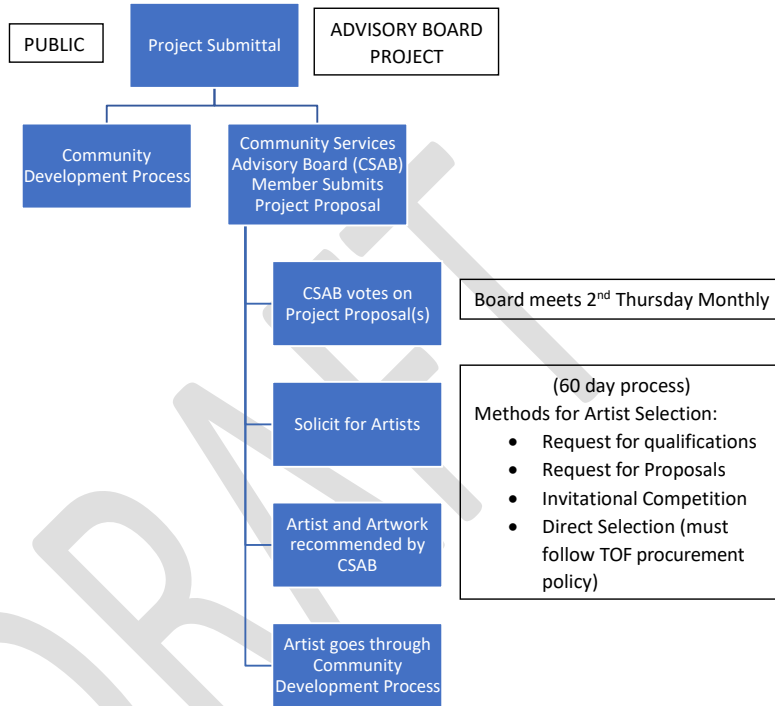 PUBLIC
Project Submittal
ADVISORY BOARD
PROJECT
Community
Development Process
Community Services
Advisory Board (CSAB)
Member Submits
Project Proposal
CSAB votes on
Project Proposal(s)
Board meets 2nd Thursday Monthly
Solicit for Artists
(60 day process)
Methods for Artist Selection:
• Request for qualifications
• Request for Proposals
• Invitational Competition
• Direct Selection (must
follow TOF procurement
policy)
Artist and Artwork
recommended by
CSAB
Artist goes through
Community
Development Process
DRAFT